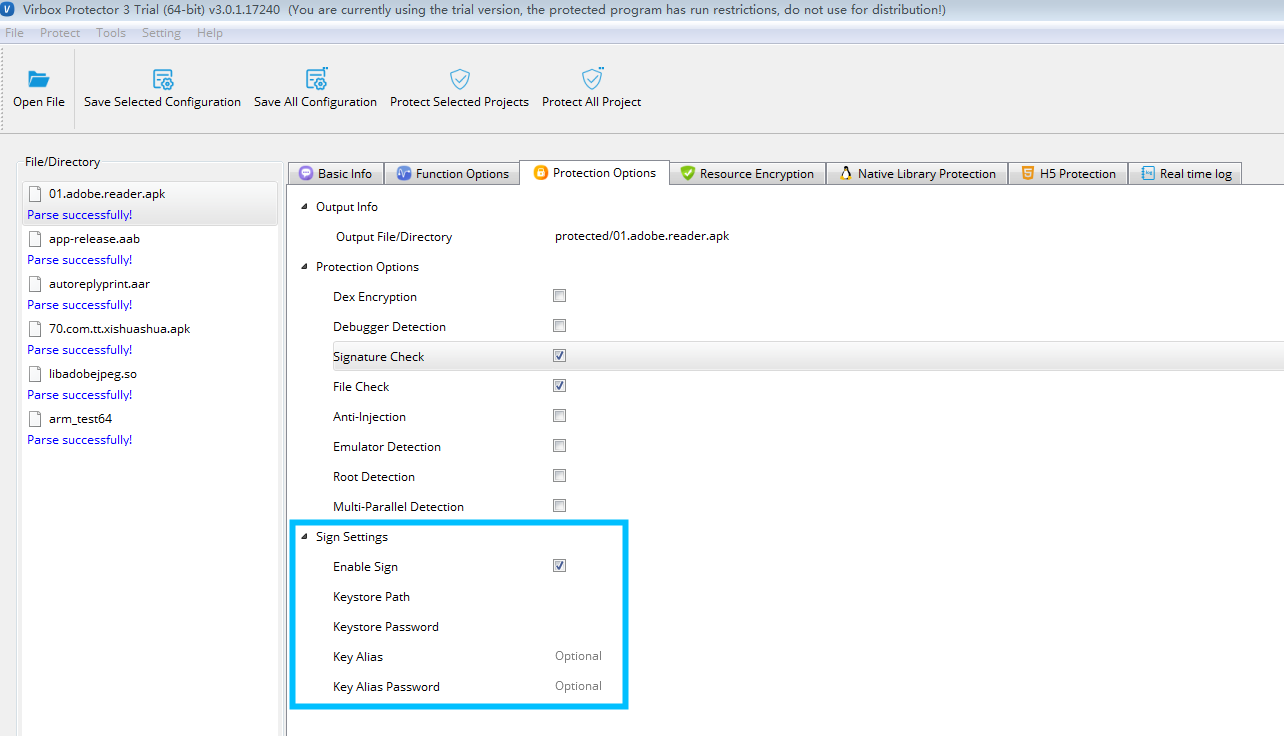 Virbox Protector 3 Trial (64-bit) v3.0.1.17240 (You are currently using the trial version, the protected program has run restrictions, do not use for distribution!)
File Protect Tools Setting Help
Open File Save Selected Configuration Save All Configuration Protect Selected Projects Protect All Project
File/Directory
01.adobe.reader.apk
Parse successfully!
app-release.aab
Parse successfully!
autoreplyprint.aar
Parse successfully!
70.com.tt.xishuashua.apk
Parse successfully!
libadobejpeg.so
Parse successfully!
arm_test64
Parse successfully!
Basic Info Function Options Protection Options Resource Encryption Native Library Protection H5 Protection Real time log
Output Info
Output File/Directory protected/01.adobe.reader.apk
Protection Options
Dex Encryption
Debugger Detection
Signature Check
File Check
Anti-Injection
Emulator Detection
Root Detection
Multi-Parallel Detection
Sign Settings
Enable Sign
Keystore Path
Keystore Password
Key Alias Optional
Key Alias Password Optional